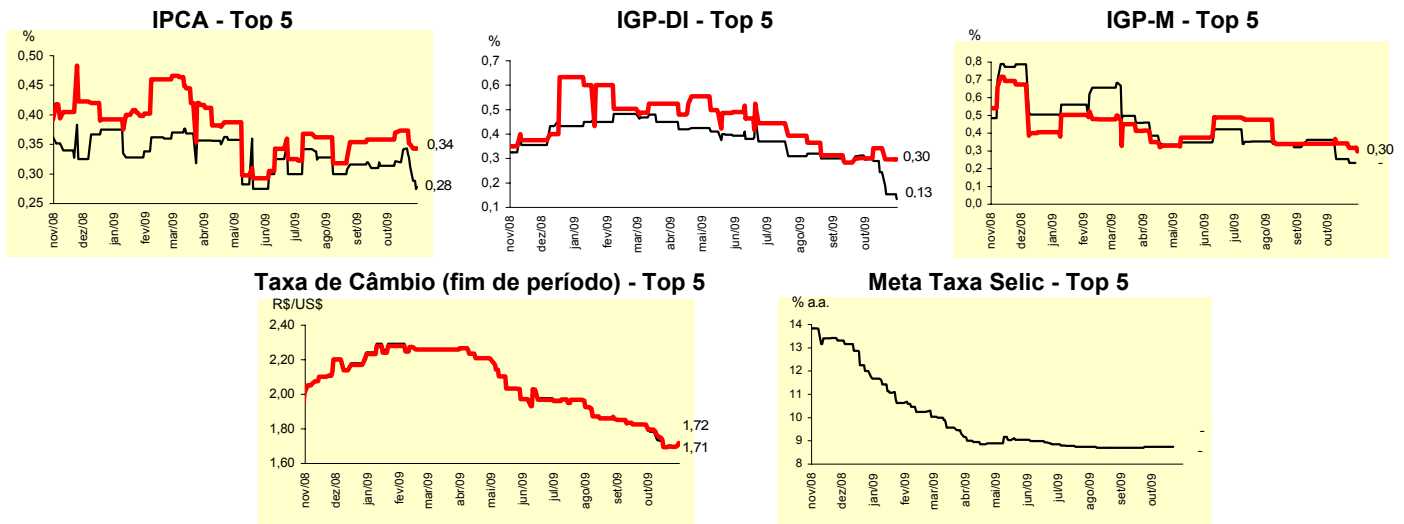 IPCA - Top 5
%
0,50
0,45
0,40
0,35
0,30
0,25
0,34
0,28
nov/08
dez/08
jan/09
fev/09
mar/09
abr/09
mai/09
jun/09
jul/09
ago/09
set/09
out/09
IGP-DI - Top 5
%
0,7
0,6
0,5
0,4
0,3
0,2
0,1
0,30
0,13
nov/08
dez/08
jan/09
fev/09
mar/09
abr/09
mai/09
jun/09
jul/09
ago/09
set/09
out/09
IGP-M - Top 5
%
0,8
0,7
0,6
0,5
0,4
0,3
0,2
0,1
0,0
0,30
-
nov/08
dez/08
jan/09
fev/09
mar/09
abr/09
mai/09
jun/09
jul/09
ago/09
set/09
out/09
Taxa de Câmbio (fim de período) - Top 5
R$/US$
2,40
2,20
2,00
1,80
1,60
1,72
1,71
nov/08
dez/08
jan/09
fev/09
mar/09
abr/09
mai/09
jun/09
jul/09
ago/09
set/09
out/09
Meta Taxa Selic - Top 5
% a.a.
14
13
12
11
10
9
8
-
-
nov/08
dez/08
jan/09
fev/09
mar/09
abr/09
mai/09
jun/09
jul/09
ago/09
set/09
out/09